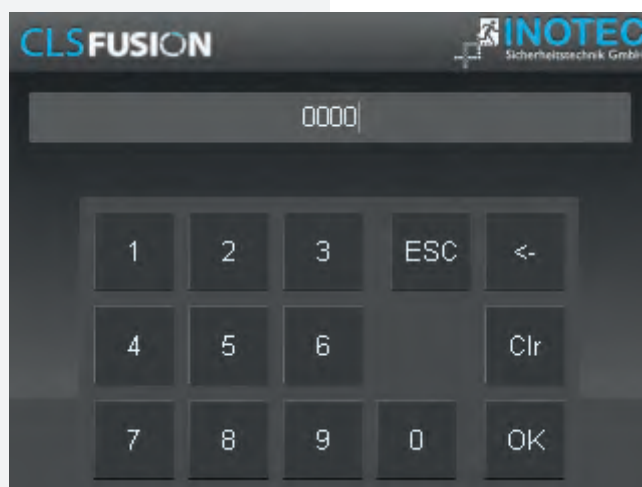 CLSFUSION
INOTEC
Sicherheitstechnik GmbH
0000
1 2 3 ESC <-
4 5 6 Clr
7 8 9 0 OK